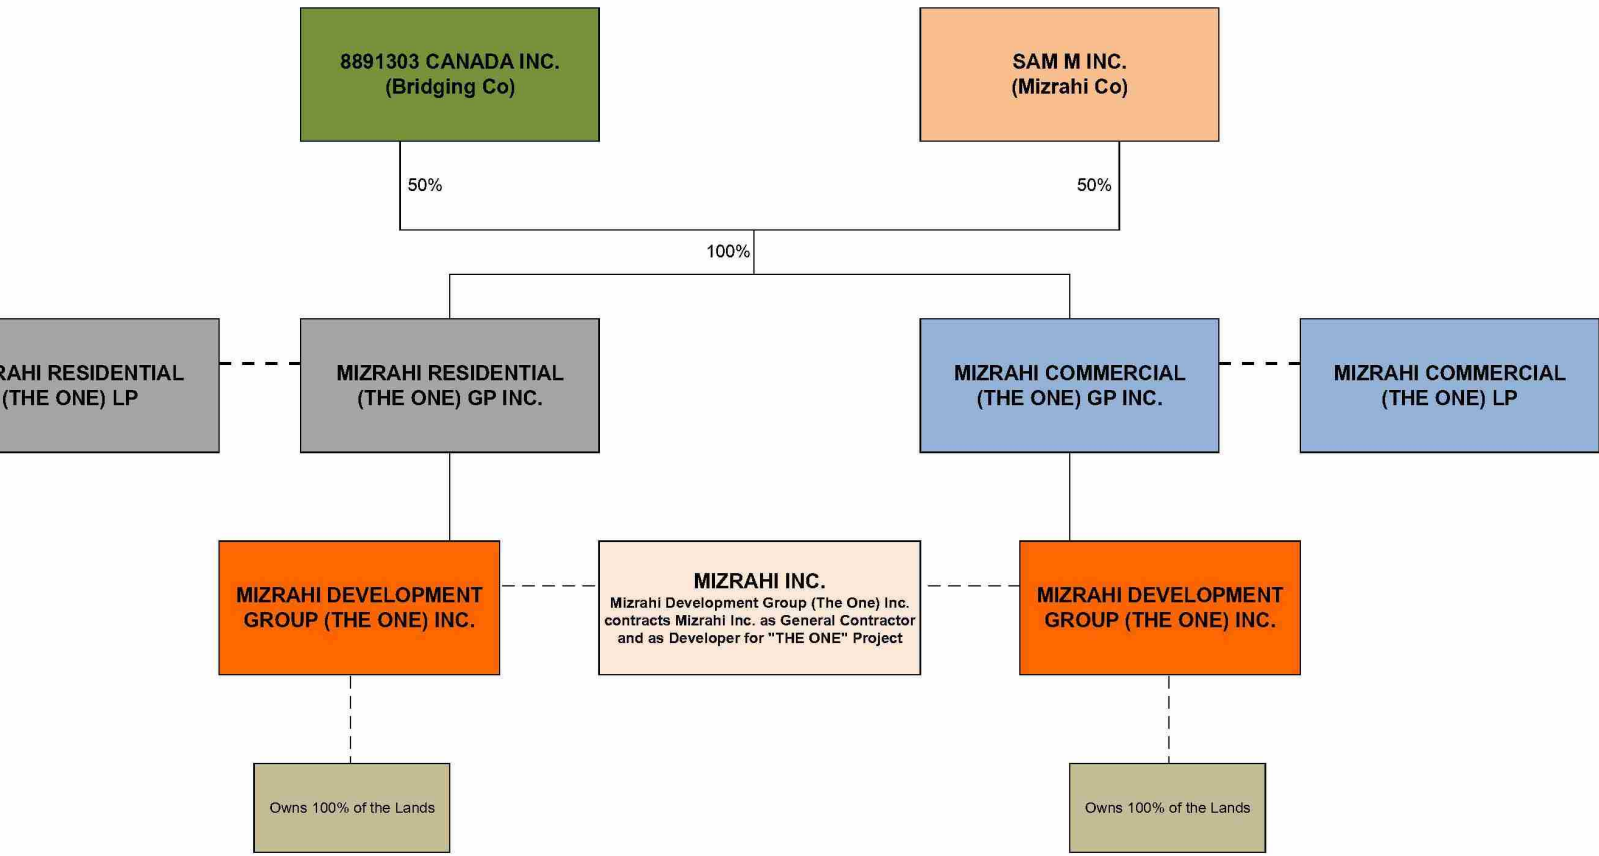 8891303 CANADA INC.
(Bridging Co)
SAM M INC.
(Mizrahi Co)
50%
50%
100%
RAHI RESIDENTIAL
(THE ONE) LP
MIZRAHI RESIDENTIAL
(THE ONE) GP INC.
MIZRAHI COMMERCIAL
(THE ONE) GP INC.
MIZRAHI COMMERCIAL
(THE ONE) LP
MIZRAHI DEVELOPMENT
GROUP (THE ONE) INC.
MIZRAHI INC.
Mizrahi Development Group (The One) Inc.
contracts Mizrahi Inc. as General Contractor
and as Developer for "THE ONE" Project
MIZRAHI DEVELOPMENT
GROUP (THE ONE) INC.
Owns 100% of the Lands
Owns 100% of the Lands